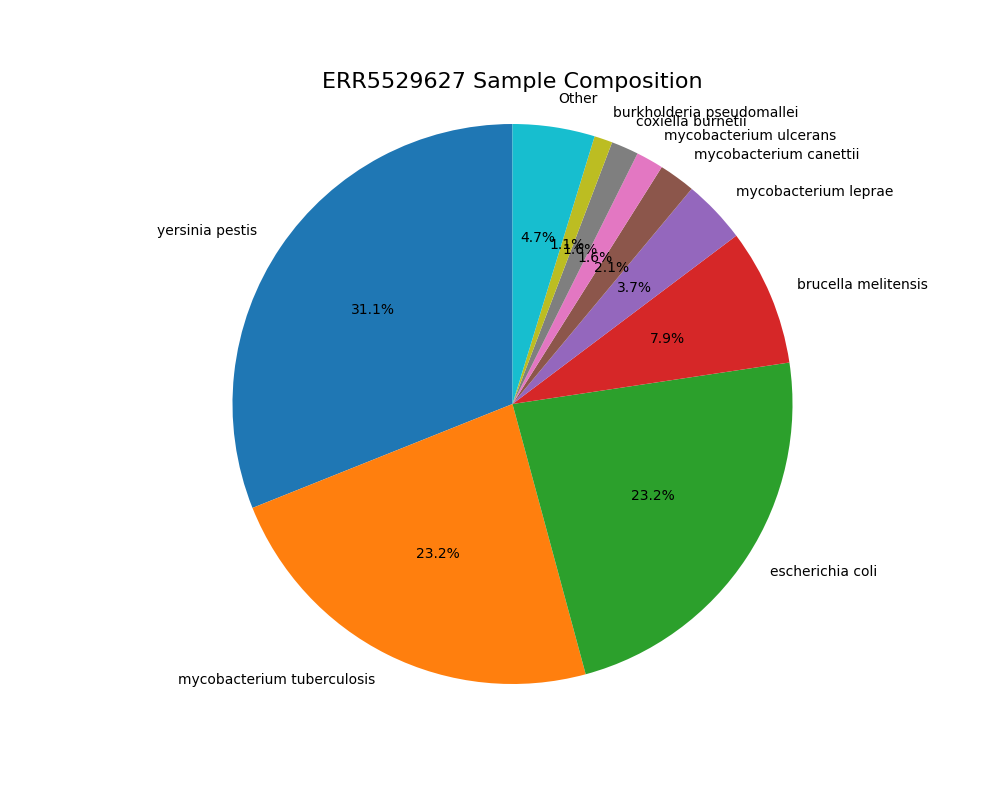 ERR5529627 Sample Composition
Other
burkholderia pseudomallei
coxiella burnetii
mycobacterium ulcerans
mycobacterium canettii
mycobacterium leprae
yersinia pestis
brucella melitensis
4.7%
1.1%
1.6%
1.6%
2.1%
3.7%
31.1%
7.9%
23.2%
23.2%
escherichia coli
mycobacterium tuberculosis